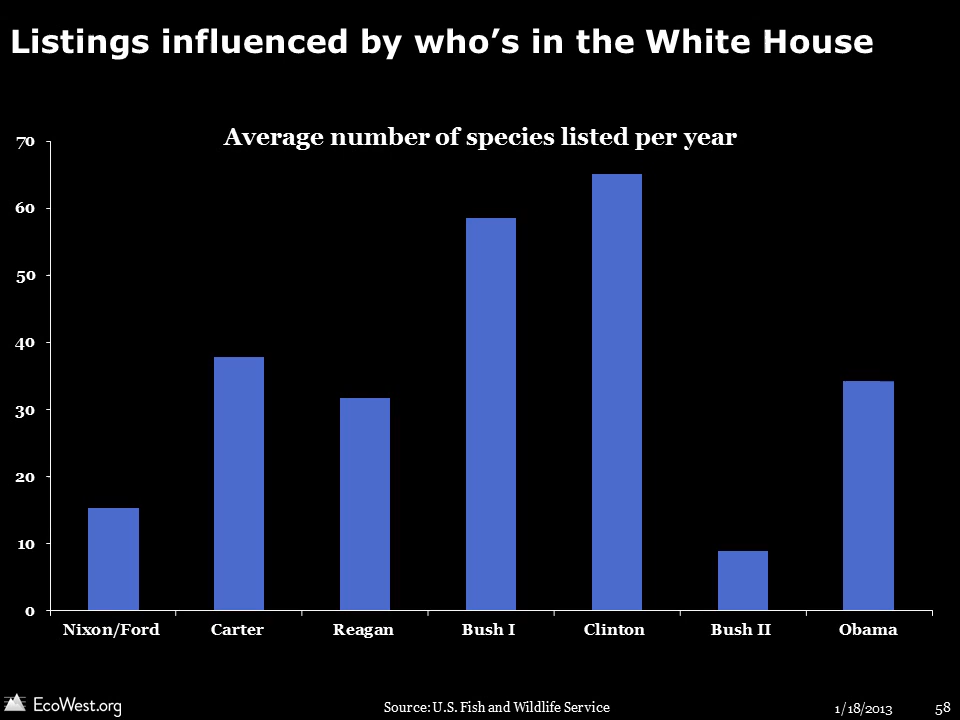 Listings influenced by who’s in the White House
Average number of species listed per year
70
60
50
40
30
20
10
0
Nixon/Ford Carter Reagan Bush I Clinton Bush II Obama
EcoWest.org Source: U.S. Fish and Wildlife Service 1/18/2013 58